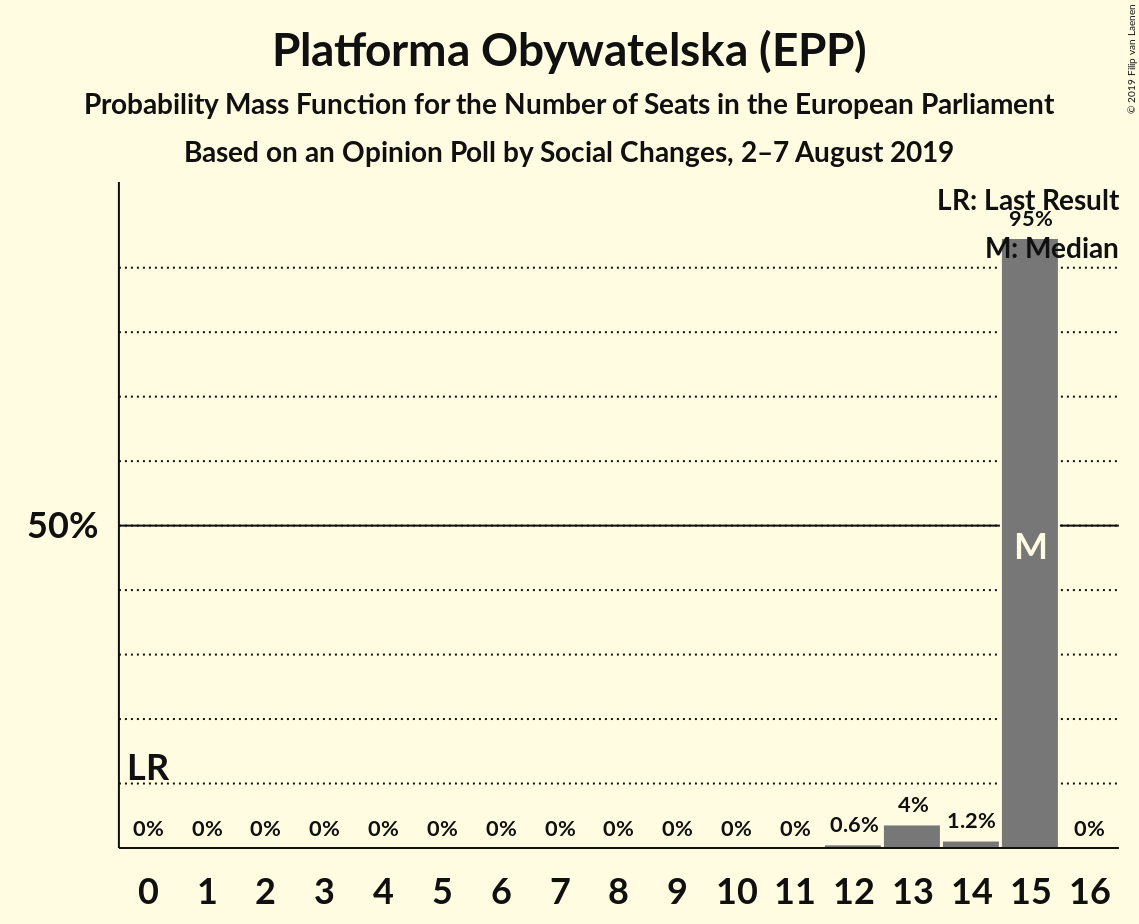 Platforma Obywatelska (EPP)
Probability Mass Function for the Number of Seats in the European Parliament
Based on an Opinion Poll by Social Changes, 2–7 August 2019
© 2019 Filip van Laenen
LR: Last Result
95%
M: Median
50%
M
LR
0% 0% 0% 0% 0% 0% 0% 0% 0% 0% 0% 0% 0.6% 4% 1.2% 0%
0 1 2 3 4 5 6 7 8 9 10 11 12 13 14 15 16